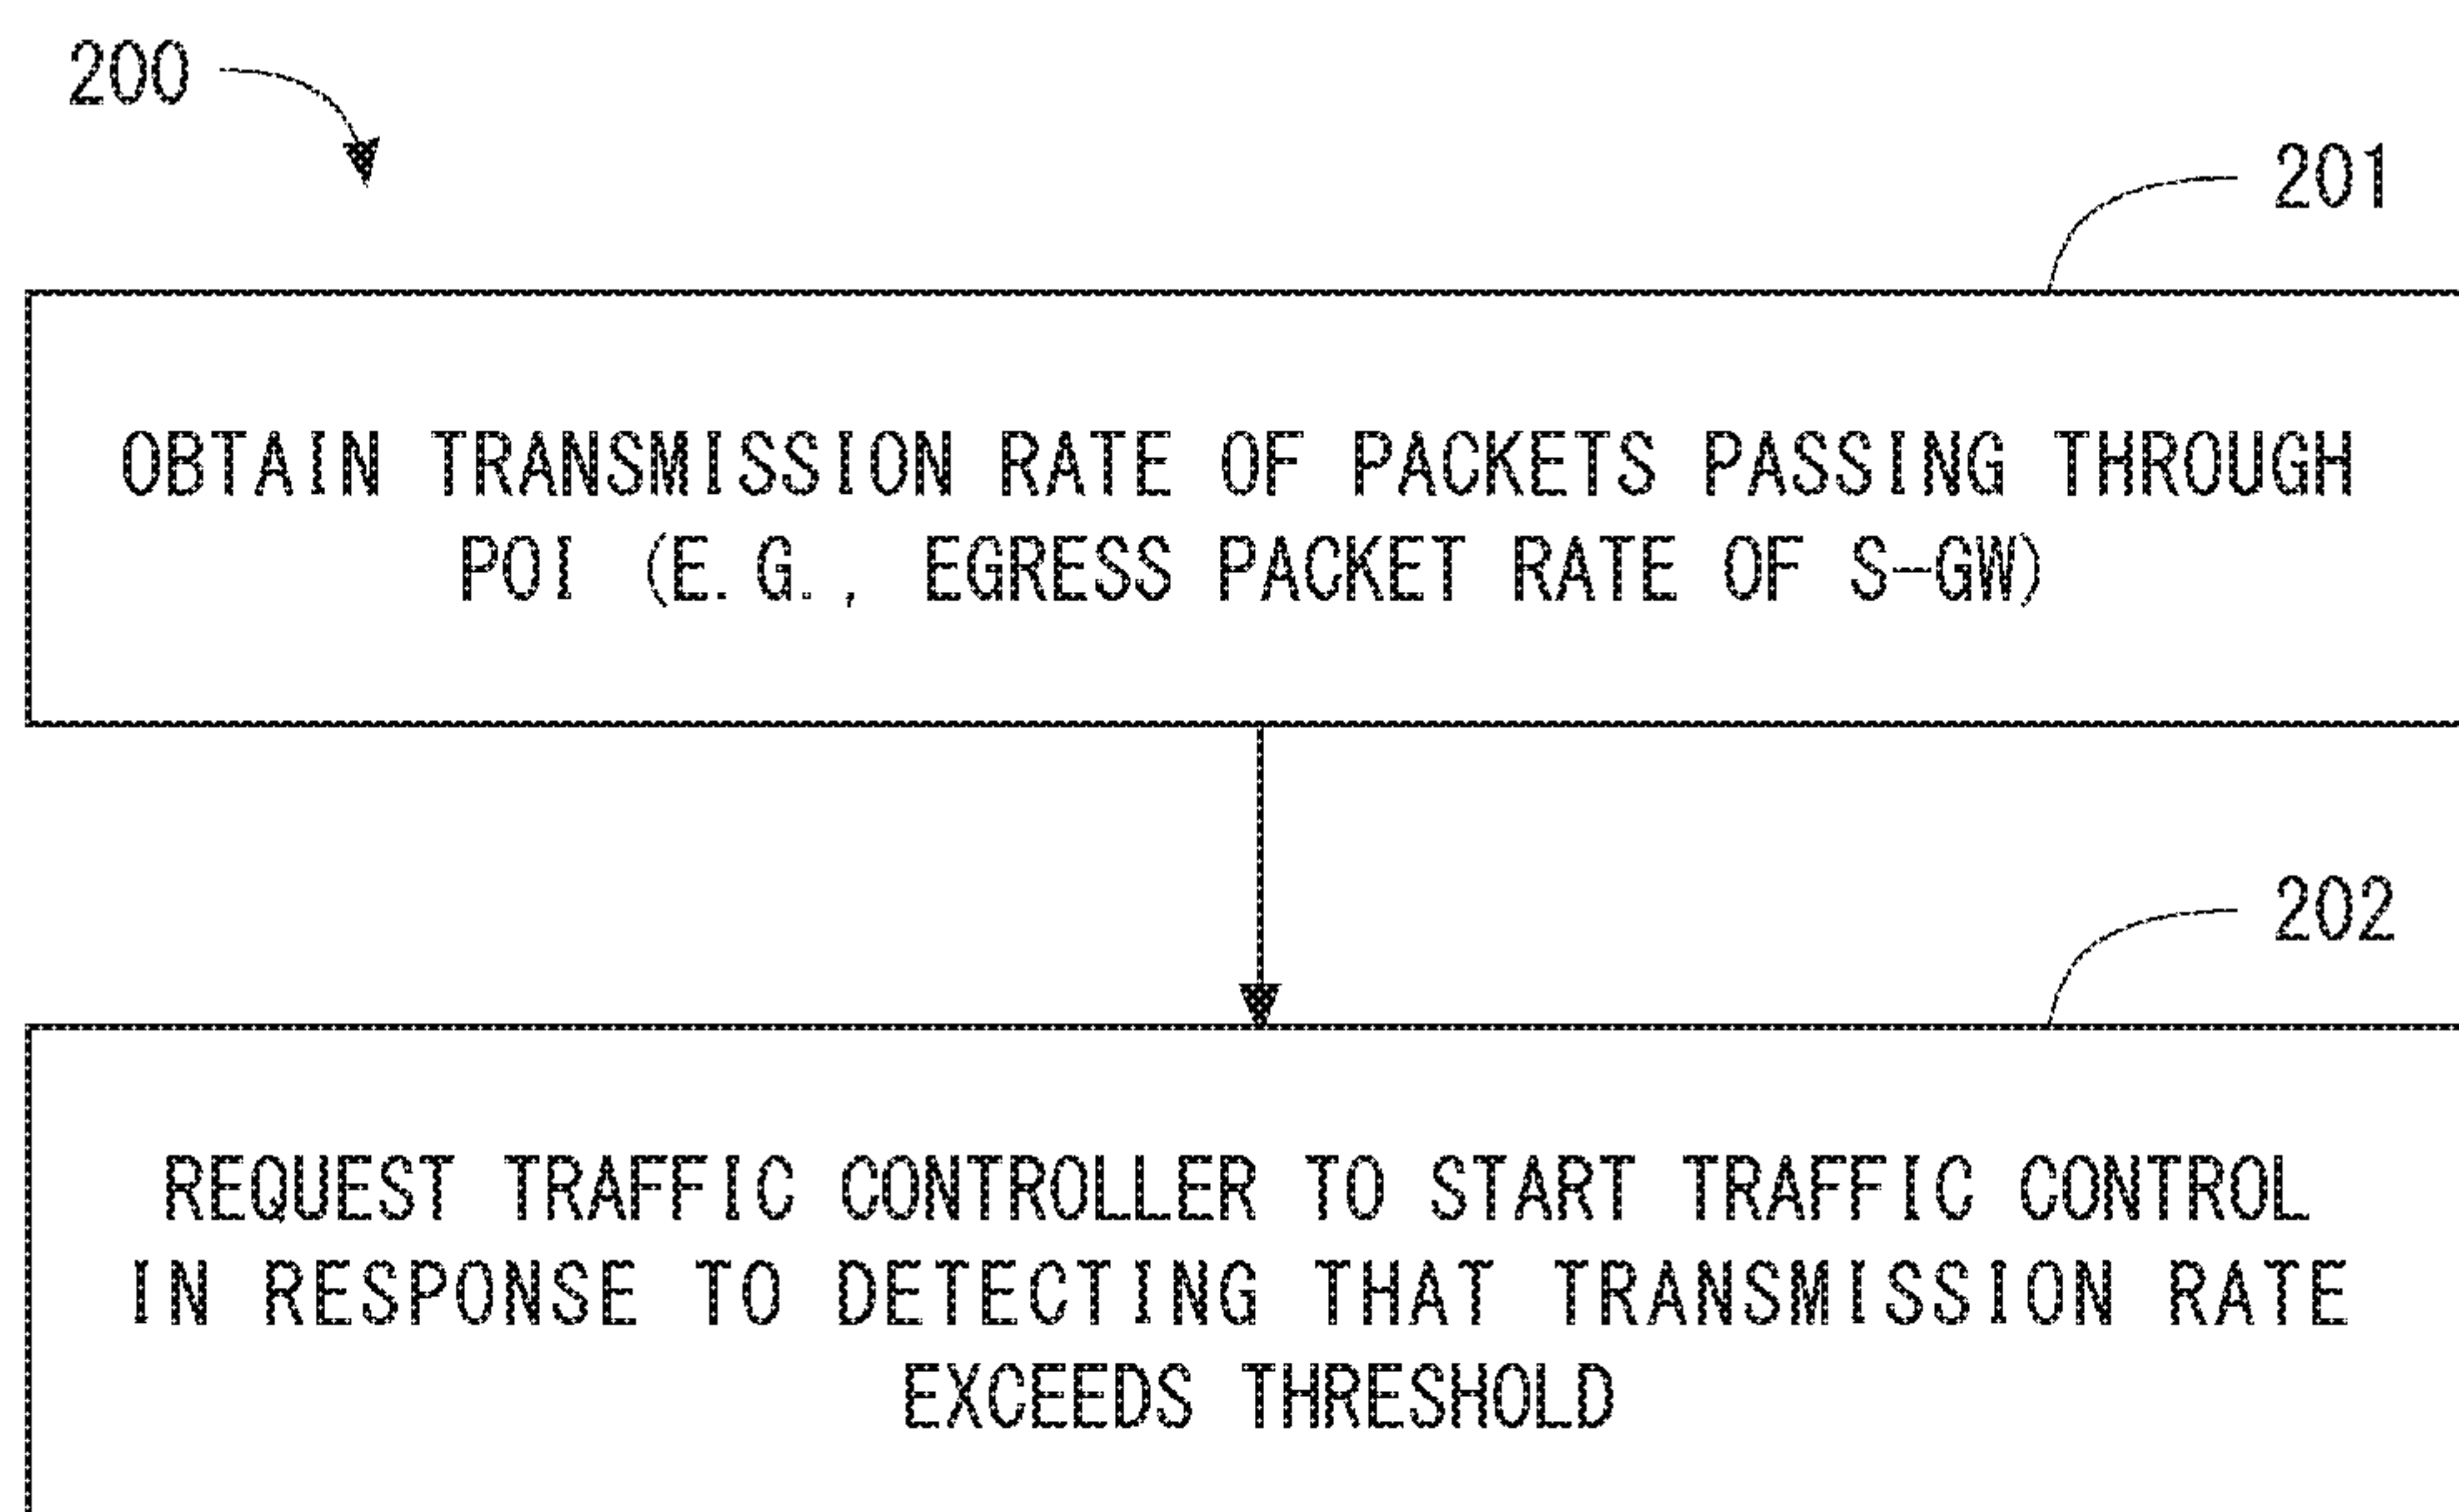 200
201
OBTAIN TRANSMISSION RATE OF PACKETS PASSING THROUGH
POI (E.G., EGRESS PACKET RATE OF S-GW)
202
REQUEST TRAFFIC CONTROLLER TO START TRAFFIC CONTROL
IN RESPONSE TO DETECTING THAT TRANSMISSION RATE
EXCEEDS THRESHOLD